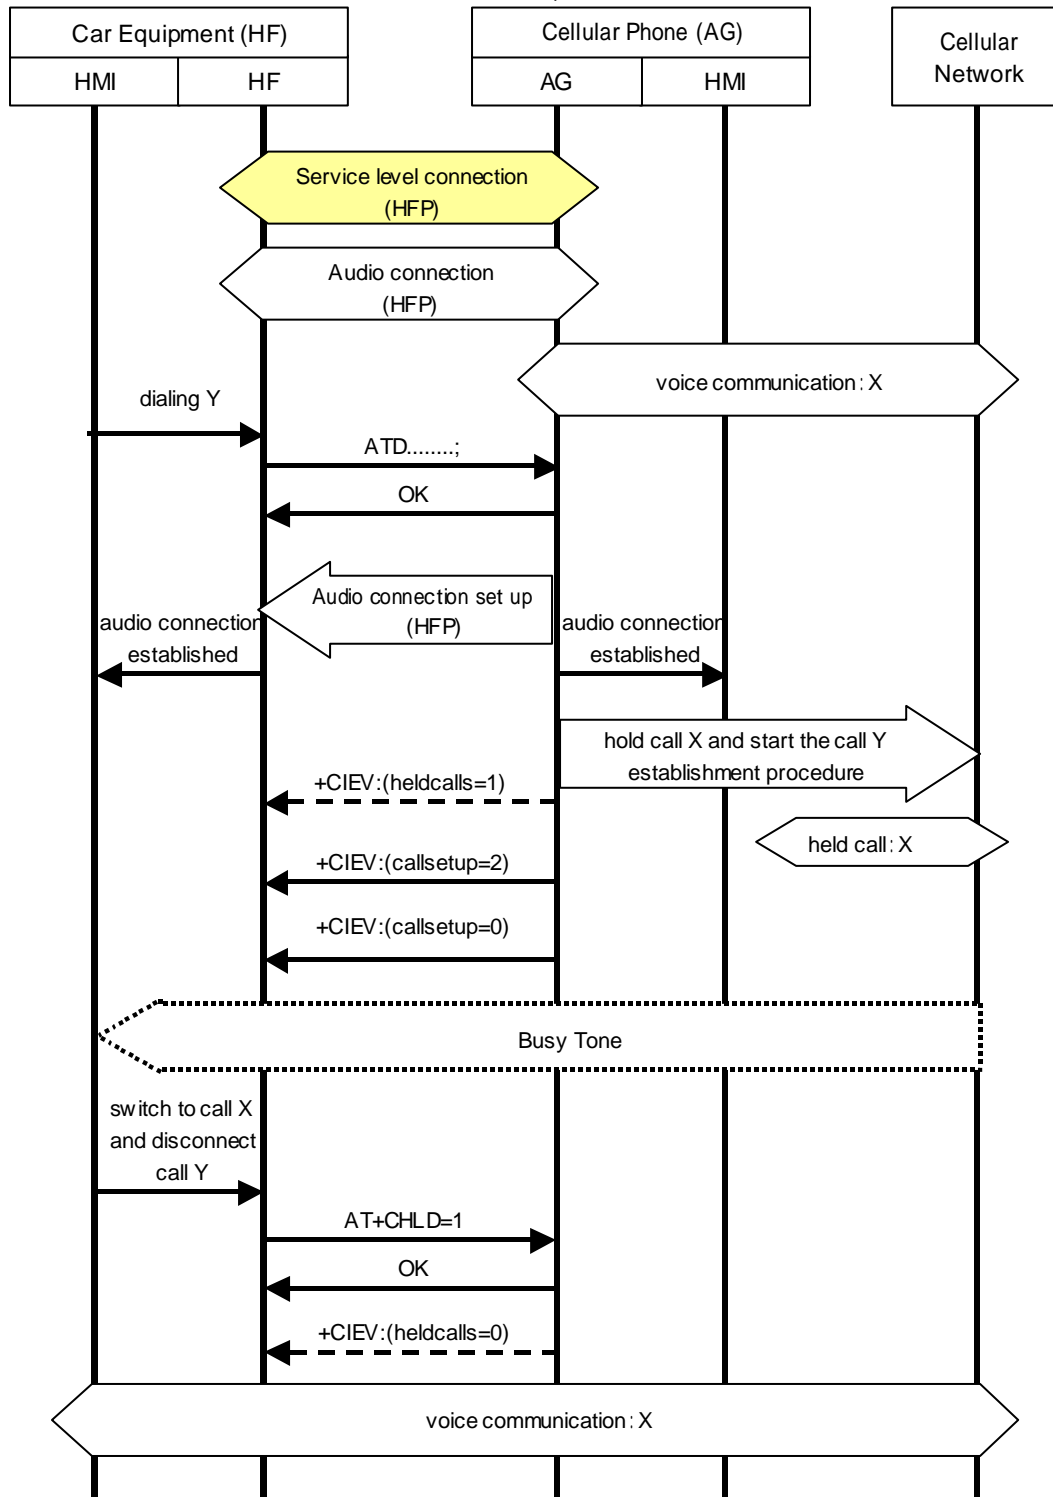 Car Equipment (HF)
Cellular Phone (AG)
Cellular
Network
HMI
HF
AG
HMI
Service level connection
(HFP)
Audio connection
(HFP)
voice communication: X
dialing Y
ATD........;
OK
Audio connection set up
(HFP)
audio connection
established
audio connection
established
hold call X and start the call Y
establishment procedure
+CIEV:(heldcalls=1)
held call: X
+CIEV:(callsetup=2)
+CIEV:(callsetup=0)
Busy Tone
switch to call X
and disconnect
call Y
AT+CHLD=1
OK
+CIEV:(heldcalls=0)
voice communication: X